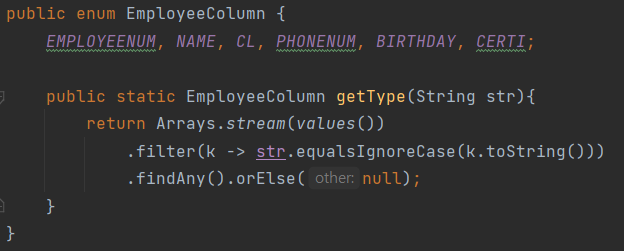 public enum EmployeeColumn {
EMPLOYEENUM, NAME, CL, PHONENUM, BIRTHDAY, CERTI;
public static EmployeeColumn getType(String str){
return Arrays.stream(values())
.filter(k -> str.equalsIgnoreCase(k.toString()))
.findAny().orElse( other: null);
}
}